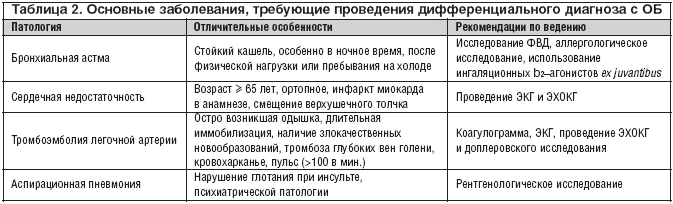 Таблица 2. Основные заболевания, требующие проведения дифференциального диагноза с ОБ
Патология
Отличительные особенности
Рекомендации по ведению
Бронхиальная астма
Стойкий кашель, особенно в ночное время, после
физической нагрузки или пребывания на холоде
Исследование ФВД, аллергологическое
исследование, использование
ингаляционных b₂–агонистов ex juvantibus
Сердечная недостаточность
Возраст ⩾ 65 лет, ортопное, инфаркт миокарда
в анамнезе, смещение верхушечного толчка
Проведение ЭКГ и ЭХОКГ
Тромбоэмболия легочной артерии
Остро возникшая одышка, длительная
иммобилизация, наличие злокачественных
новообразований, тромбоза глубоких вен голени,
кровохарканье, пульс (>100 в мин.)
Коагулограмма, ЭКГ, проведение ЭХОКГ
и доплеровского исследования
Аспирационная пневмония
Нарушение глотания при инсульте,
психиатрической патологии
Рентгенологическое исследование